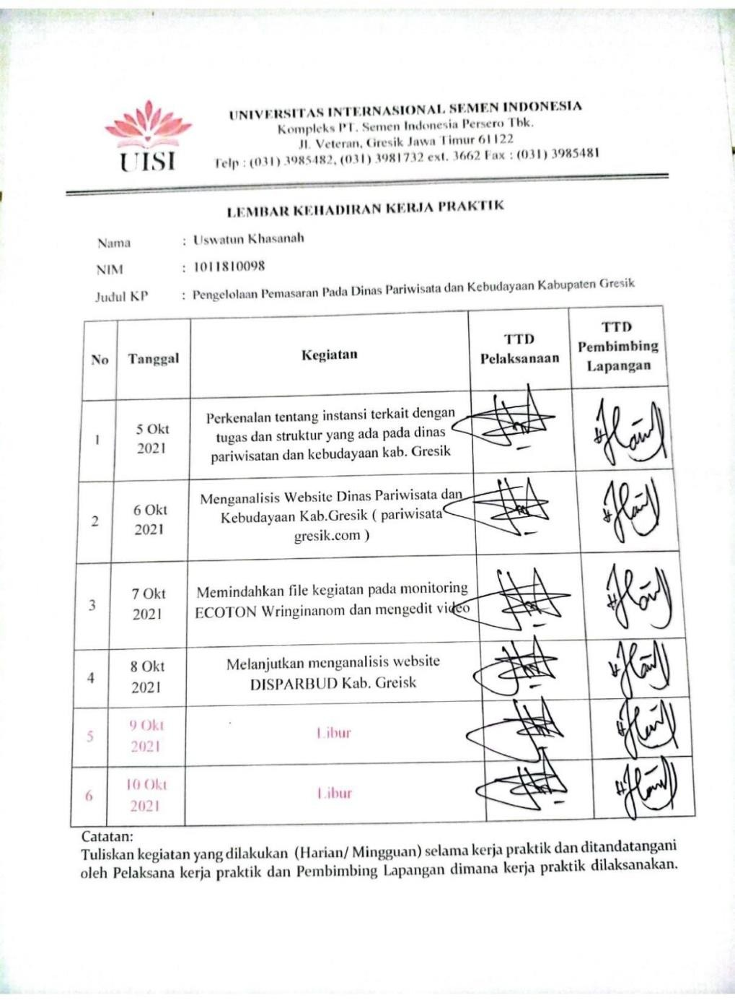 UNIVERSITAS INTERNASIONAL SEMEN INDONESIA
Kompleks PT. Semen Indonesia Persero Tbk.
Jl. Veteran, Gresik Jawa Timur 61122
Telp : (031) 3985482, (031) 3981732 ext. 3662 Fax : (031) 3985481
UISI
LEMBAR KEHADIRAN KERJA PRAKTIK
Nama : Uswatun Khasanah
NIM : 1011810098
Judul KP : Pengelolaan Pemasaran Pada Dinas Pariwisata dan Kebudayaan Kabupaten Gresik
No Tanggal Kegiatan TTD Pelaksanaan TTD Pembimbing Lapangan
1 5 Okt 2021 Perkenalan tentang instansi terkait dengan
tugas dan struktur yang ada pada dinas
pariwisatan dan kebudayaan kab. Gresik
2 6 Okt 2021 Menganalisis Website Dinas Pariwisata dan
Kebudayaan Kab.Gresik ( pariwisata
gresik.com )
3 7 Okt 2021 Memindahkan file kegiatan pada monitoring
ECOTON Wringinanom dan mengedit video
4 8 Okt 2021 Melanjutkan menganalisis website
DISPARBUD Kab. Greisk
5 9 Okt 2021 Libur
6 10 Okt 2021 Libur
Catatan:
Tuliskan kegiatan yang dilakukan (Harian/ Mingguan) selama kerja praktik dan ditandatangani
oleh Pelaksana kerja praktik dan Pembimbing Lapangan dimana kerja praktik dilaksanakan.